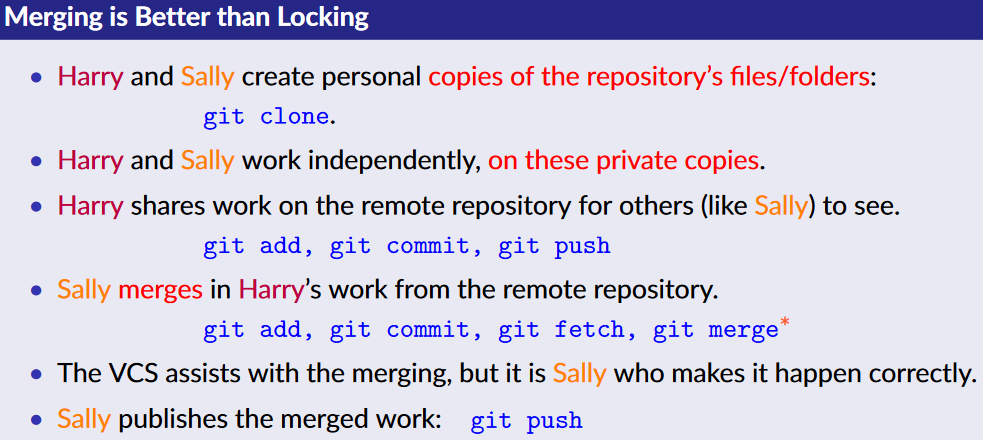 Merging is Better than Locking
• Harry and Sally create personal copies of the repository's files/folders:
git clone.
• Harry and Sally work independently, on these private copies.
• Harry shares work on the remote repository for others (like Sally) to see.
git add, git commit, git push
• Sally merges in Harry's work from the remote repository.
git add, git commit, git fetch, git merge*
• The VCS assists with the merging, but it is Sally who makes it happen correctly.
• Sally publishes the merged work: git push